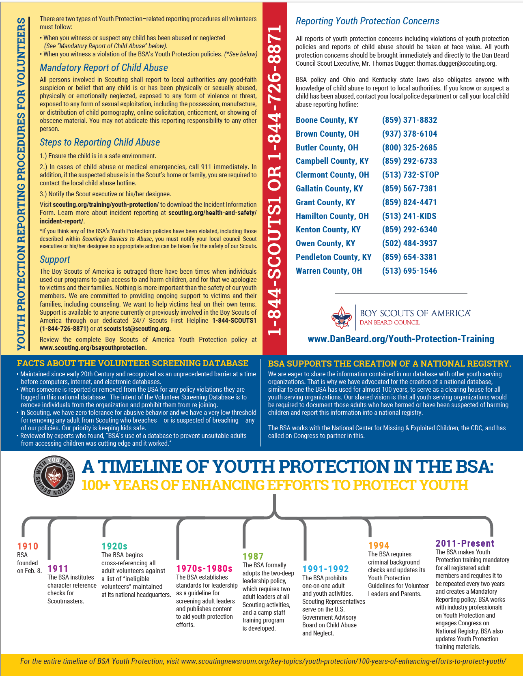 YOUTH PROTECTION REPORTING PROCEDURES FOR VOLUNTEERS
There are two types of Youth Protection–related reporting procedures all volunteers
must follow:
• When you witness or suspect any child has been abused or neglected
(See "Mandatory Report of Child Abuse" below).
• When you witness a violation of the BSA's Youth Protection policies. (*See below)
Mandatory Report of Child Abuse
All persons involved in Scouting shall report to local authorities any good-faith
suspicion or belief that any child is or has been physically or sexually abused,
physically or emotionally neglected, exposed to any form of violence or threat,
exposed to any form of sexual exploitation, including the possession, manufacture,
or distribution of child pornography, online solicitation, enticement, or showing of
obscene material. You may not abdicate this reporting responsibility to any other
person.
Steps to Reporting Child Abuse
1.) Ensure the child is in a safe environment.
2.) In cases of child abuse or medical emergencies, call 911 immediately. In
addition, if the suspected abuse is in the Scout's home or family, you are required to
contact the local child abuse hotline.
3.) Notify the Scout executive or his/her designee.
Visit scouting.org/training/youth-protection/ to download the Incident Information
Form. Learn more about incident reporting at scouting.org/health-and-safety/
incident-report/.
*If you think any of the BSA's Youth Protection policies have been violated, including those
described within Scouting's Barriers to Abuse, you must notify your local council Scout
executive or his/her designee so appropriate action can be taken for the safety of our Scouts.
Support
The Boy Scouts of America is outraged there have been times when individuals
used our programs to gain access to and harm children, and for that we apologize
to victims and their families. Nothing is more important than the safety of our youth
members. We are committed to providing ongoing support to victims and their
families, including counseling. We want to help victims heal on their own terms.
Support is available to anyone currently or previously involved in the Boy Scouts of
America through our dedicated 24/7 Scouts First Helpline 1-844-SCOUTS1
(1-844-726-8871) or at scouts1st@scouting.org.
Review the complete Boy Scouts of America Youth Protection policy at
www.scouting.org/bsayouthprotection.
1-844-SCOUTS1 OR 1-844-726-8871
Reporting Youth Protection Concerns
All reports of youth protection concerns including violations of youth protection
policies and reports of child abuse should be taken at face value. All youth
protection concerns should be brought immediately and directly to the Dan Beard
Council Scout Executive, Mr. Thomas Dugger: thomas.duggon@scouting.org.
BSA policy and Ohio and Kentucky state laws also obligates anyone with
knowledge of child abuse to report to local authorities. If you know or suspect a
child has been abused, contact your local police department or call your local child
abuse reporting hotline:
Boone County, KY (859) 371-8832
Brown County, OH (937) 378-6104
Butler County, OH (800) 325-2685
Campbell County, KY (859) 292-6733
Clermont County, OH (513) 732-STOP
Gallatin County, KY (859) 567-7381
Grant County, KY (859) 824-4471
Hamilton County, OH (513) 241-KIDS
Kenton County, KY (859) 292-6340
Owen County, KY (502) 484-3937
Pendleton County, KY (859) 654-3381
Warren County, OH (513) 695-1546
BOY SCOUTS OF AMERICA®
DAN BEARD COUNCIL
www.DanBeard.org/Youth-Protection-Training
FACTS ABOUT THE VOLUNTEER SCREENING DATABASE
• Maintained since early 20th Century and recognized as an unprecedented barrier at a time
before computers, internet, and electronic databases.
• When someone is reported or removed from the BSA for any policy violations they are
logged in this national database. The intent of the Volunteer Screening Database is to
remove individuals from the organization and prohibit them from re-joining.
• In Scouting, we have zero tolerance for abusive behavior and we have a very low threshold
for removing any adult from Scouting who breaches – or is suspected of breaching – any
of our policies. Our priority is keeping kids safe.
• Reviewed by experts who found, "BSA's use of a database to prevent unsuitable adults
from accessing children was cutting edge and it worked."
BSA SUPPORTS THE CREATION OF A NATIONAL REGISTRY.
We are eager to share the information contained in our database with other youth serving
organizations. That is why we have advocated for the creation of a national database,
similar to one the BSA has used for almost 100 years, to serve as a clearing house for all
youth-serving organizations. Our shared vision is that all youth serving organizations would
be required to document those adults who have harmed or have been suspected of harming
children and report this information into a national registry.
The BSA works with the National Center for Missing & Exploited Children, the CDC, and has
called on Congress to partner in this.
A TIMELINE OF YOUTH PROTECTION IN THE BSA:
100+ YEARS OF ENHANCING EFFORTS TO PROTECT YOUTH
1910
BSA
founded
on Feb. 8.
1911
The BSA institutes
character reference
checks for
Scoutmasters.
1920s
The BSA begins
cross-referencing all
adult volunteers against
a list of "ineligible
volunteers" maintained
at its national headquarters.
1970s-1980s
The BSA establishes
standards for leadership
as a guideline for
screening adult leaders
and publishes content
to aid youth protection
efforts.
1987
The BSA formally
adopts the two-deep
leadership policy,
which requires two
adult leaders at all
Scouting activities,
and a camp staff
training program
is developed.
1991-1992
The BSA prohibits
one-on-one adult
and youth activities.
Scouting Representatives
serve on the U.S.
Government Advisory
Board on Child Abuse
and Neglect.
1994
The BSA requires
criminal background
checks and updates its
Youth Protection
Guidelines for Volunteer
Leaders and Parents.
2011-Present
The BSA makes Youth
Protection training mandatory
for all registered adult
members and requires it to
be repeated every two years
and creates a Mandatory
Reporting policy. BSA works
with industry professionals
on Youth Protection and
engages Congress on
National Registry. BSA also
updates Youth Protection
training materials.
For the entire timeline of BSA Youth Protection, visit www.scoutingnewsroom.org/key-topics/youth-protection/100-years-of-enhancing-efforts-to-protect-youth/